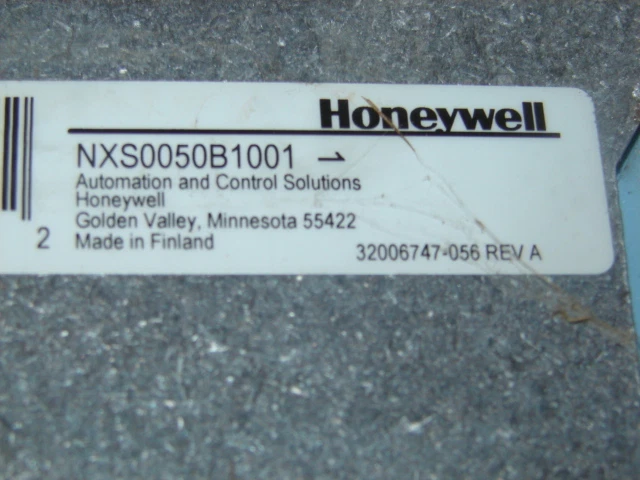 Honeywell
NXS0050B1001
Automation and Control Solutions
Honeywell
Golden Valley, Minnesota 55422
Made in Finland
2
32006747-056 REV A